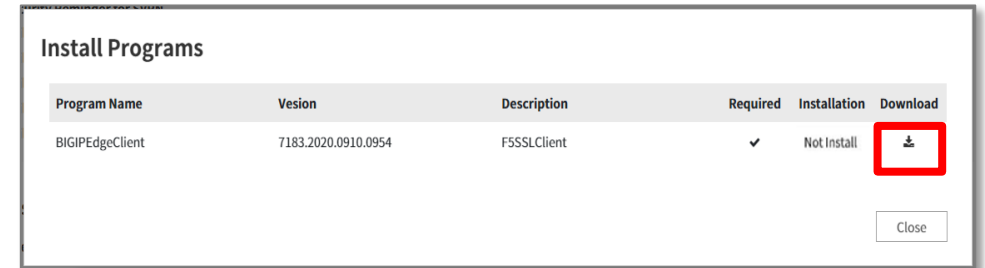 Install Programs
Program Name Vesion Description Required Installation Download
BIGIPEdgeClient 7183.2020.0910.0954 F5SSLClient ✔ Not Install
Close